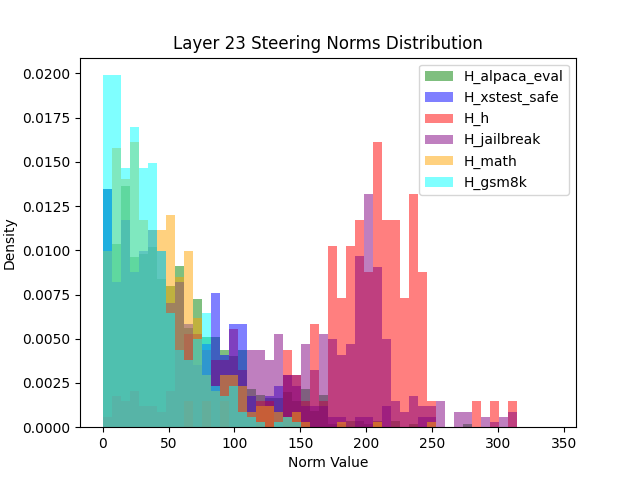 Layer 23 Steering Norms Distribution
Density
0.0200
0.0175
0.0150
0.0125
0.0100
0.0075
0.0050
0.0025
0.0000
H_alpaca_eval
H_xstest_safe
H_h
H_jailbreak
H_math
H_gsm8k
0 50 100 150 200 250 300 350
Norm Value